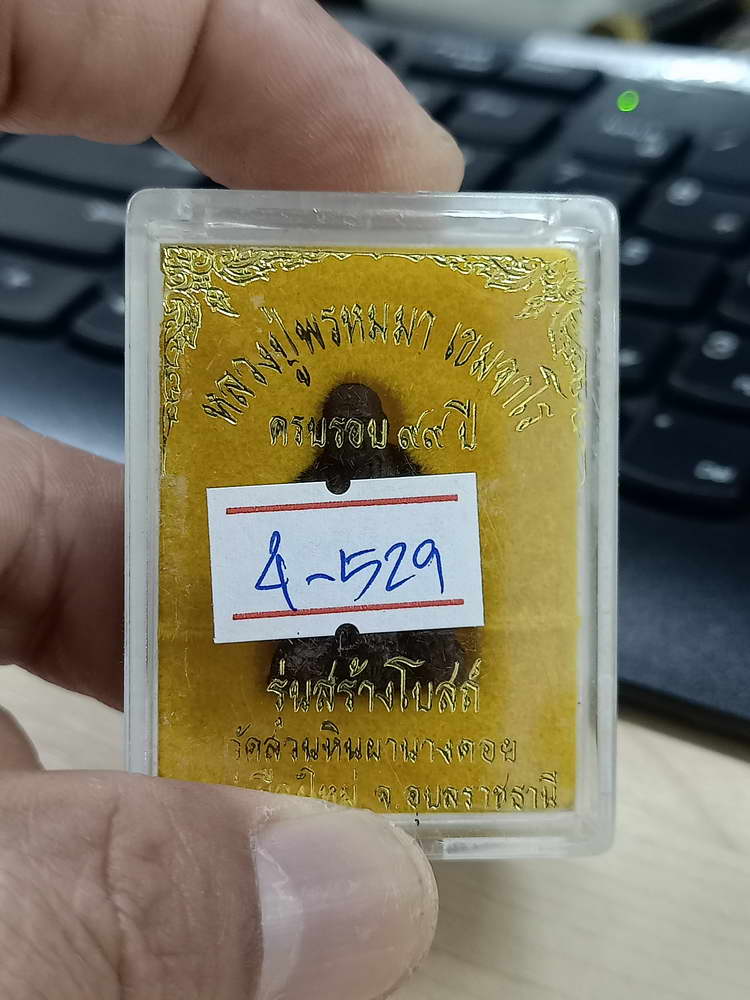 หลวงปู่พรหมมา เขมจาโร
ครบรอบ ๙๙ ปี
4-529
รุ่นสร้างโบสถ์
วัดสวนหินผานางคอย
จ.อุบลราชธานี